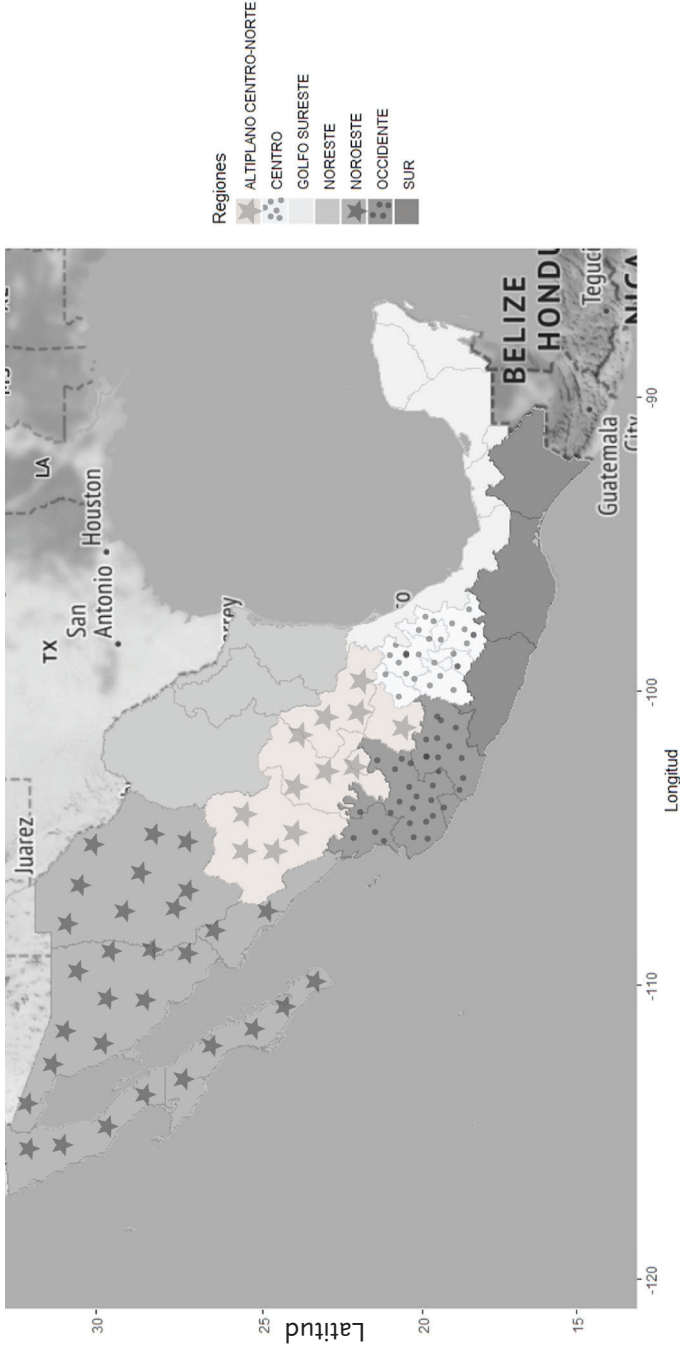 Regiones
ALTIPLANO CENTRO-NORTE
CENTRO
GOLFO SURESTE
NORESTE
NOROESTE
OCCIDENTE
SUR
Juarez
TX
San
Antonio
Houston
LA
BELIZE
HONDU
Teguci
Guatemala
City
30
25
20
15
Latitud
-120
-110
-100
-90
Longitud